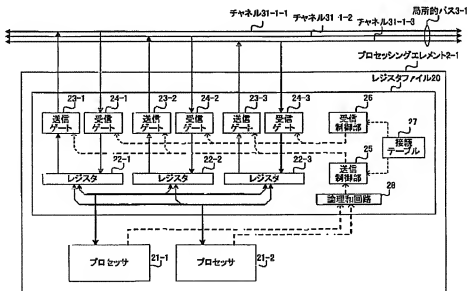 チャネル31-1-1
チャネル31-1-2
チャネル31-1-3
局所的バス3-1
プロセッシングエレメント2-1
レジスタファイル20
23-1
24-1
23-2
24-2
23-3
24-3
26
送信
ゲート
受信
ゲート
送信
ゲート
受信
ゲート
送信
ゲート
受信
ゲート
受信
制御部
27
接続
テーブル
25
送信
制御部
22-1
22-2
22-3
レジスタ
レジスタ
レジスタ
28
論理和回路
プロセッサ
21-1
プロセッサ
21-2